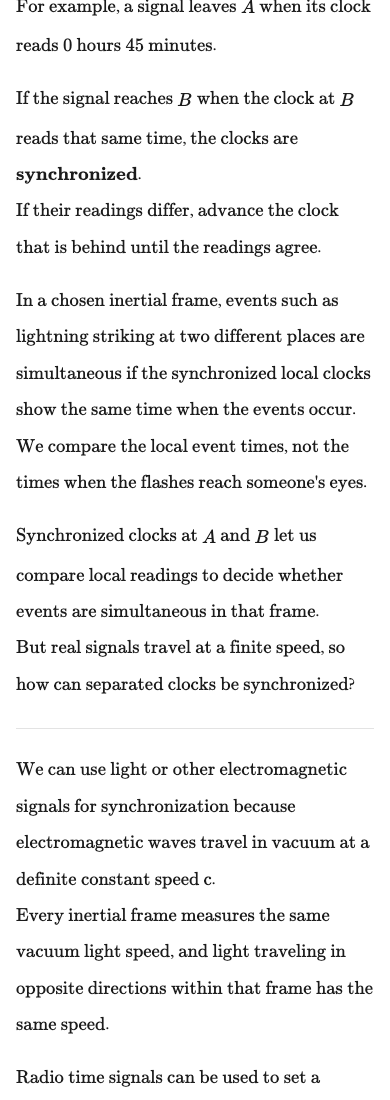 For example, a signal leaves A when its clock
reads 0 hours 45 minutes.
If the signal reaches B when the clock at B
reads that same time, the clocks are
synchronized.
If their readings differ, advance the clock
that is behind until the readings agree.
In a chosen inertial frame, events such as
lightning striking at two different places are
simultaneous if the synchronized local clocks
show the same time when the events occur.
We compare the local event times, not the
times when the flashes reach someone's eyes.
Synchronized clocks at A and B let us
compare local readings to decide whether
events are simultaneous in that frame.
But real signals travel at a finite speed, so
how can separated clocks be synchronized?
We can use light or other electromagnetic
signals for synchronization because
electromagnetic waves travel in vacuum at a
definite constant speed c.
Every inertial frame measures the same
vacuum light speed, and light traveling in
opposite directions within that frame has the
same speed.
Radio time signals can be used to set a